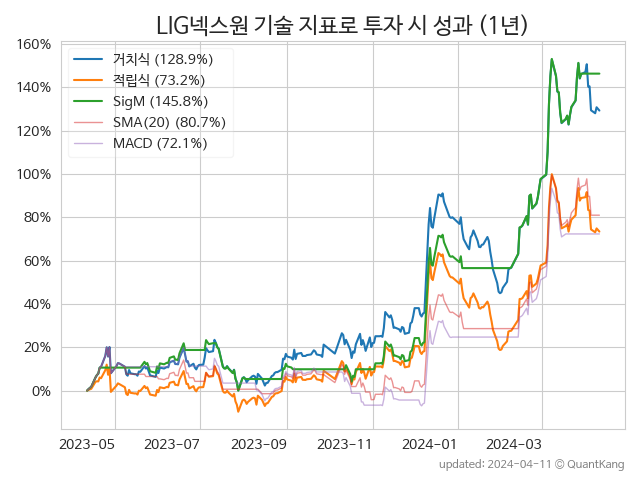 LIG넥스원 기술 지표로 투자 시 성과 (1년)
160%
140%
120%
100%
80%
60%
40%
20%
0%
거치식 (128.9%)
적립식 (73.2%)
SigM (145.8%)
SMA(20) (80.7%)
MACD (72.1%)
2023-05
2023-07
2023-09
2023-11
2024-01
2024-03
updated: 2024-04-11 © QuantKang